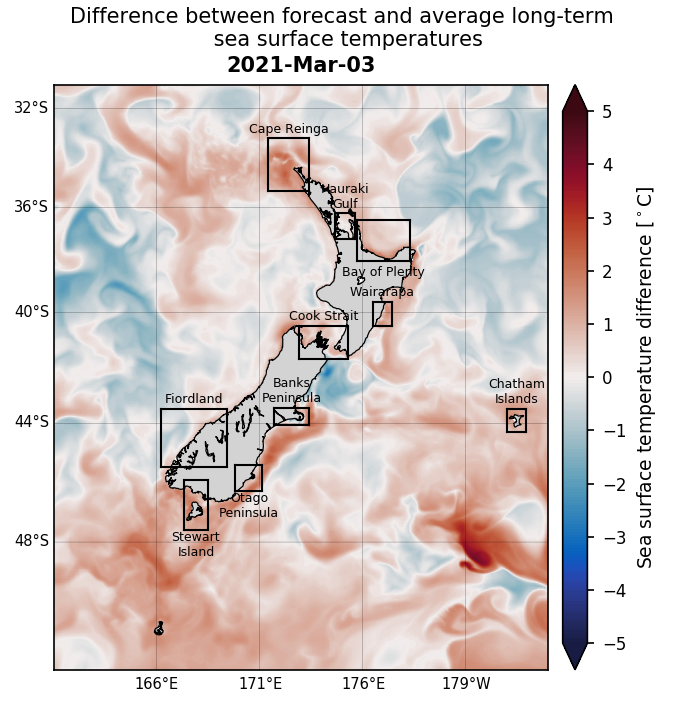 Difference between forecast and average long-term
sea surface temperatures
2021-Mar-03
32°S
36°S
40°S
44°S
48°S
Cape Reinga
Hauraki
Gulf
Bay of Plenty
Wairarapa
Cook Strait
Banks
Peninsula
Fiordland
Chatham
Islands
Otago
Peninsula
Stewart
Island
166°E
171°E
176°E
179°W
5
4
3
2
1
0
−1
−2
−3
−4
−5
Sea surface temperature difference [°C]